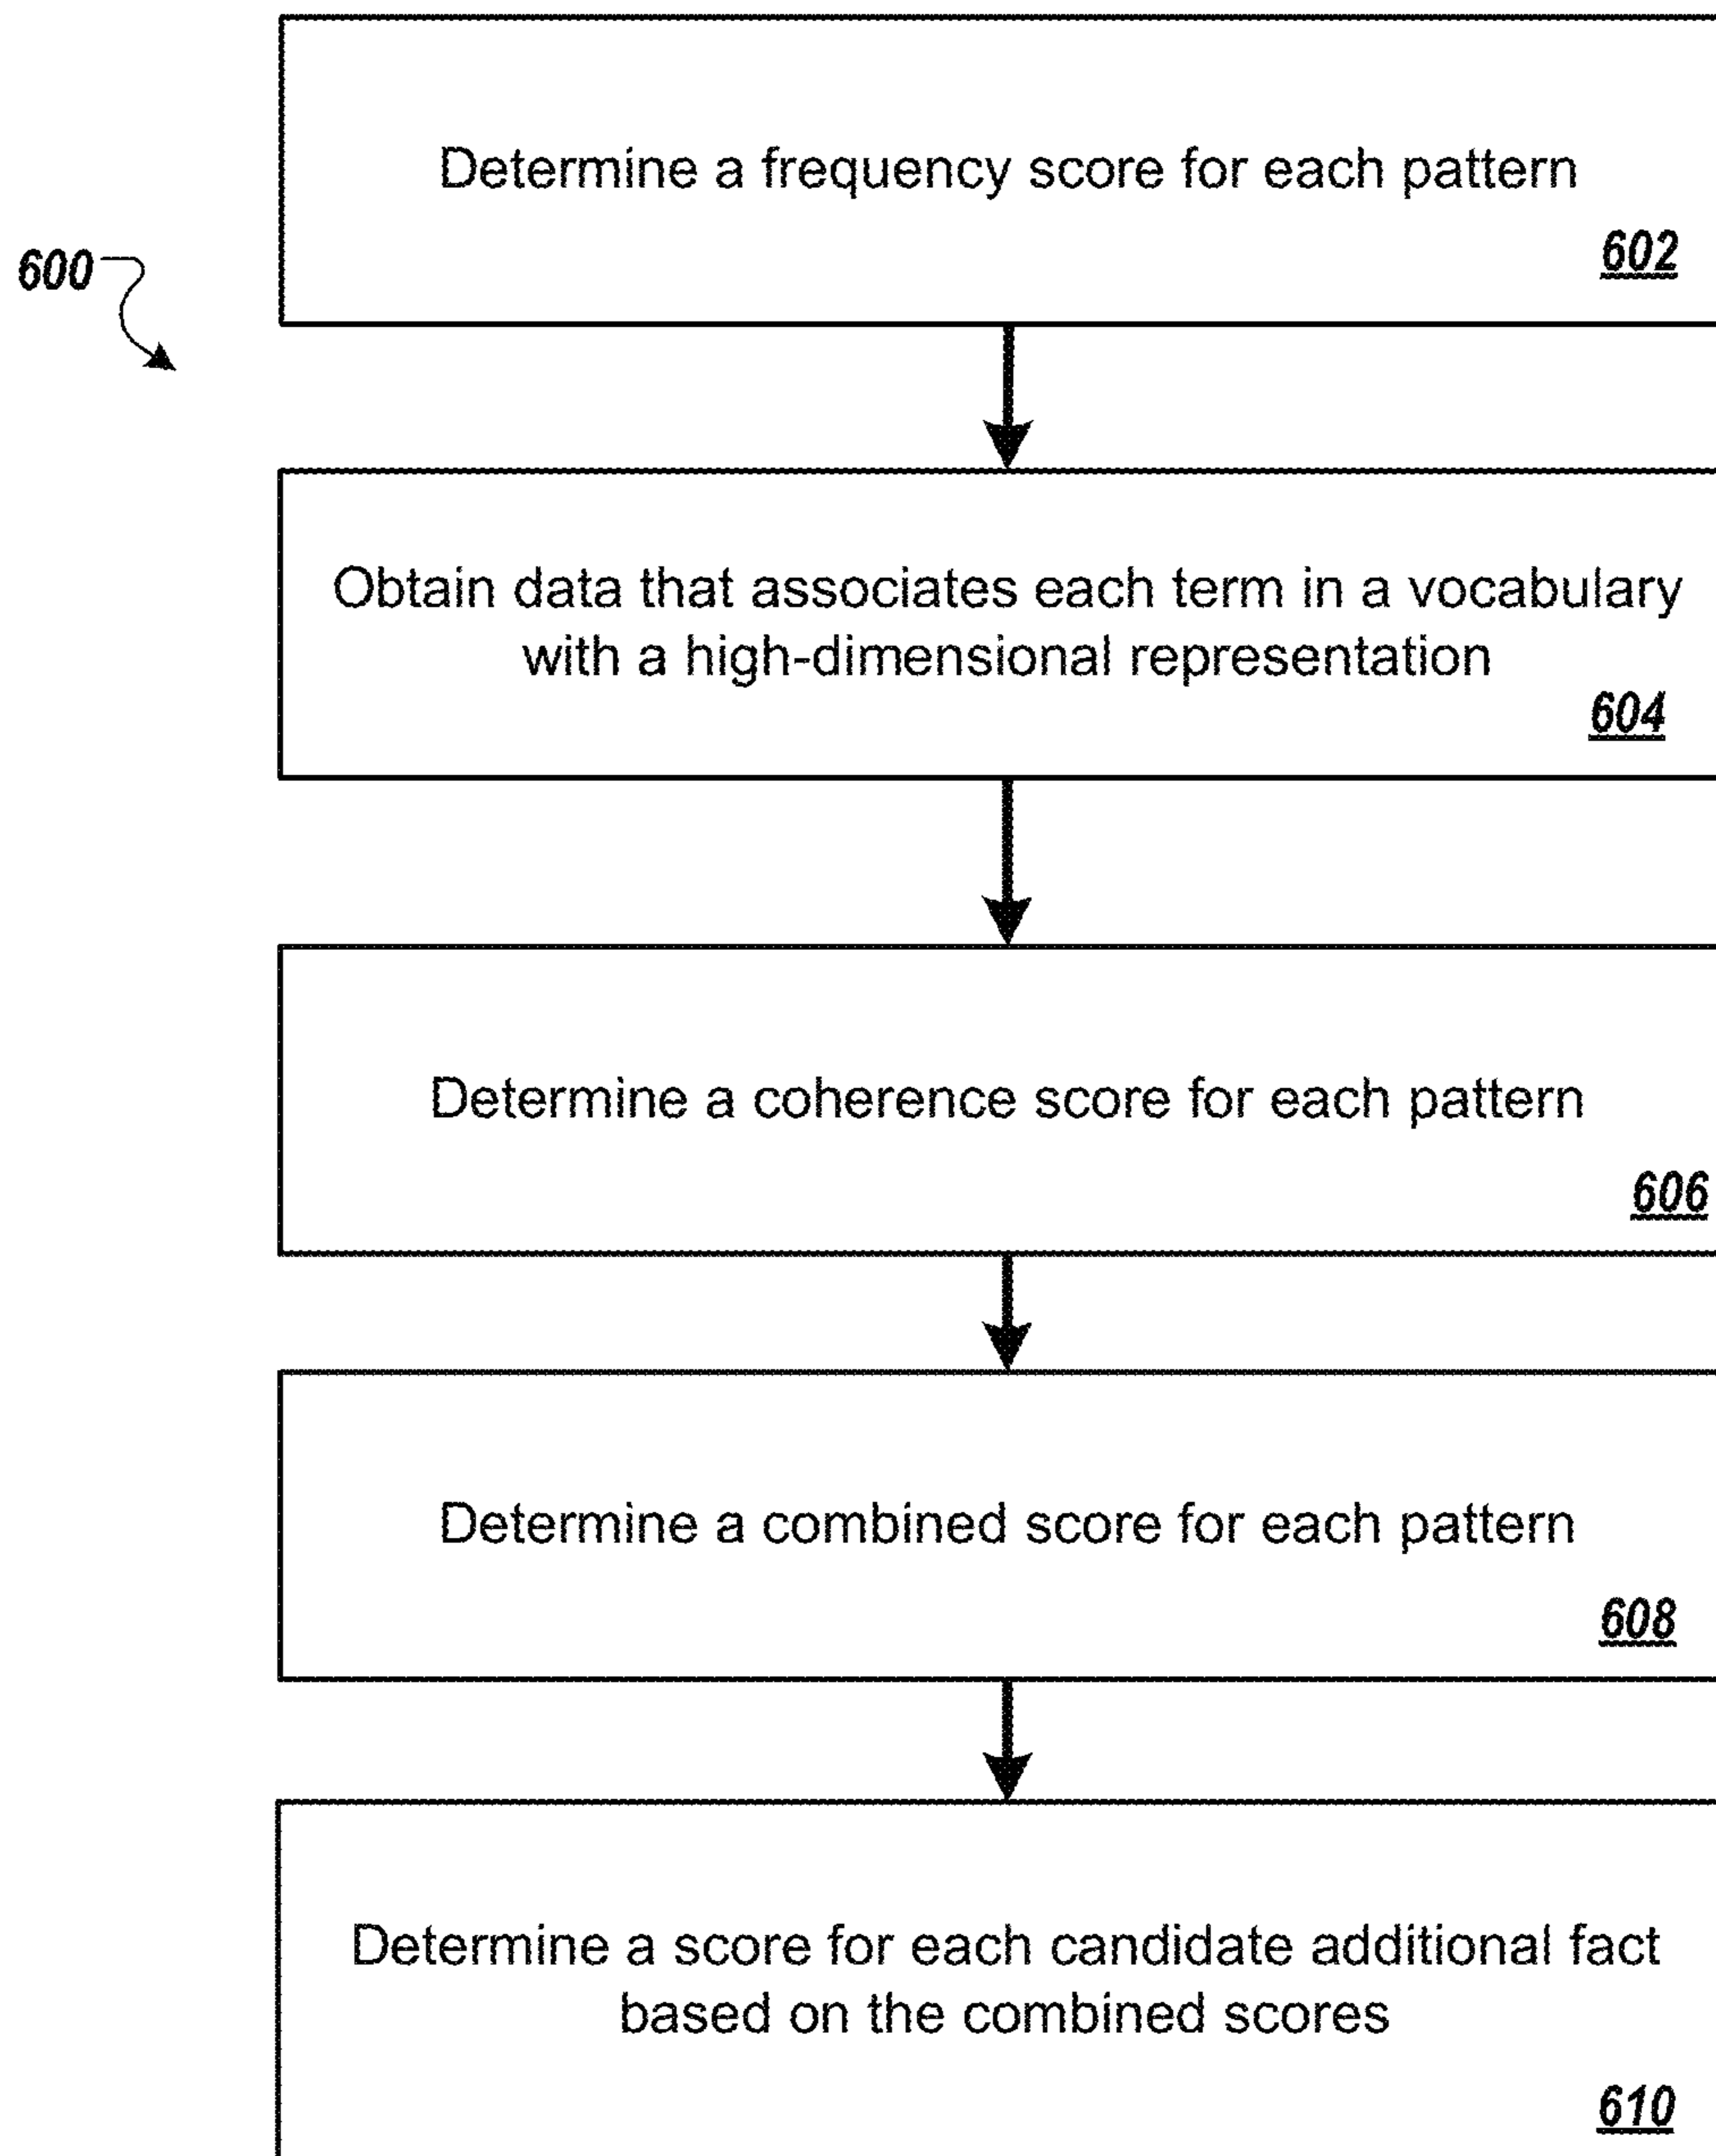 Determine a frequency score for each pattern
602
600
Obtain data that associates each term in a vocabulary
with a high-dimensional representation
604
Determine a coherence score for each pattern
606
Determine a combined score for each pattern
608
Determine a score for each candidate additional fact
based on the combined scores
610